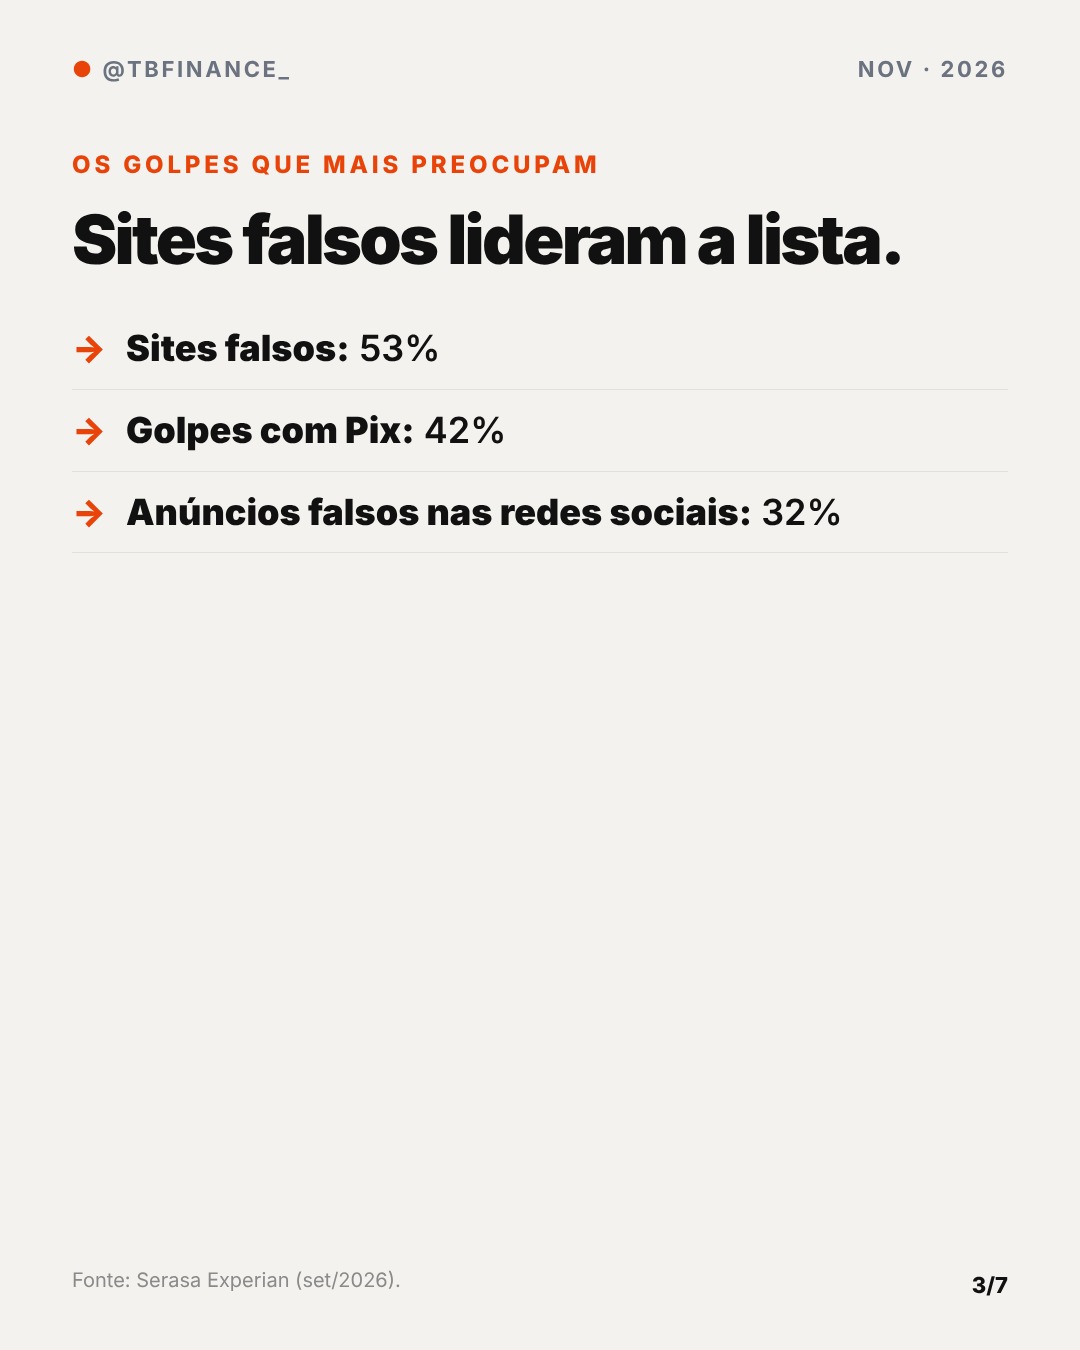 @TBFINANCE_
NOV · 2026
OS GOLPES QUE MAIS PREOCUPAM
Sites falsos lideram a lista.
→ Sites falsos: 53%
→ Golpes com Pix: 42%
→ Anúncios falsos nas redes sociais: 32%
Fonte: Serasa Experian (set/2026).
3/7